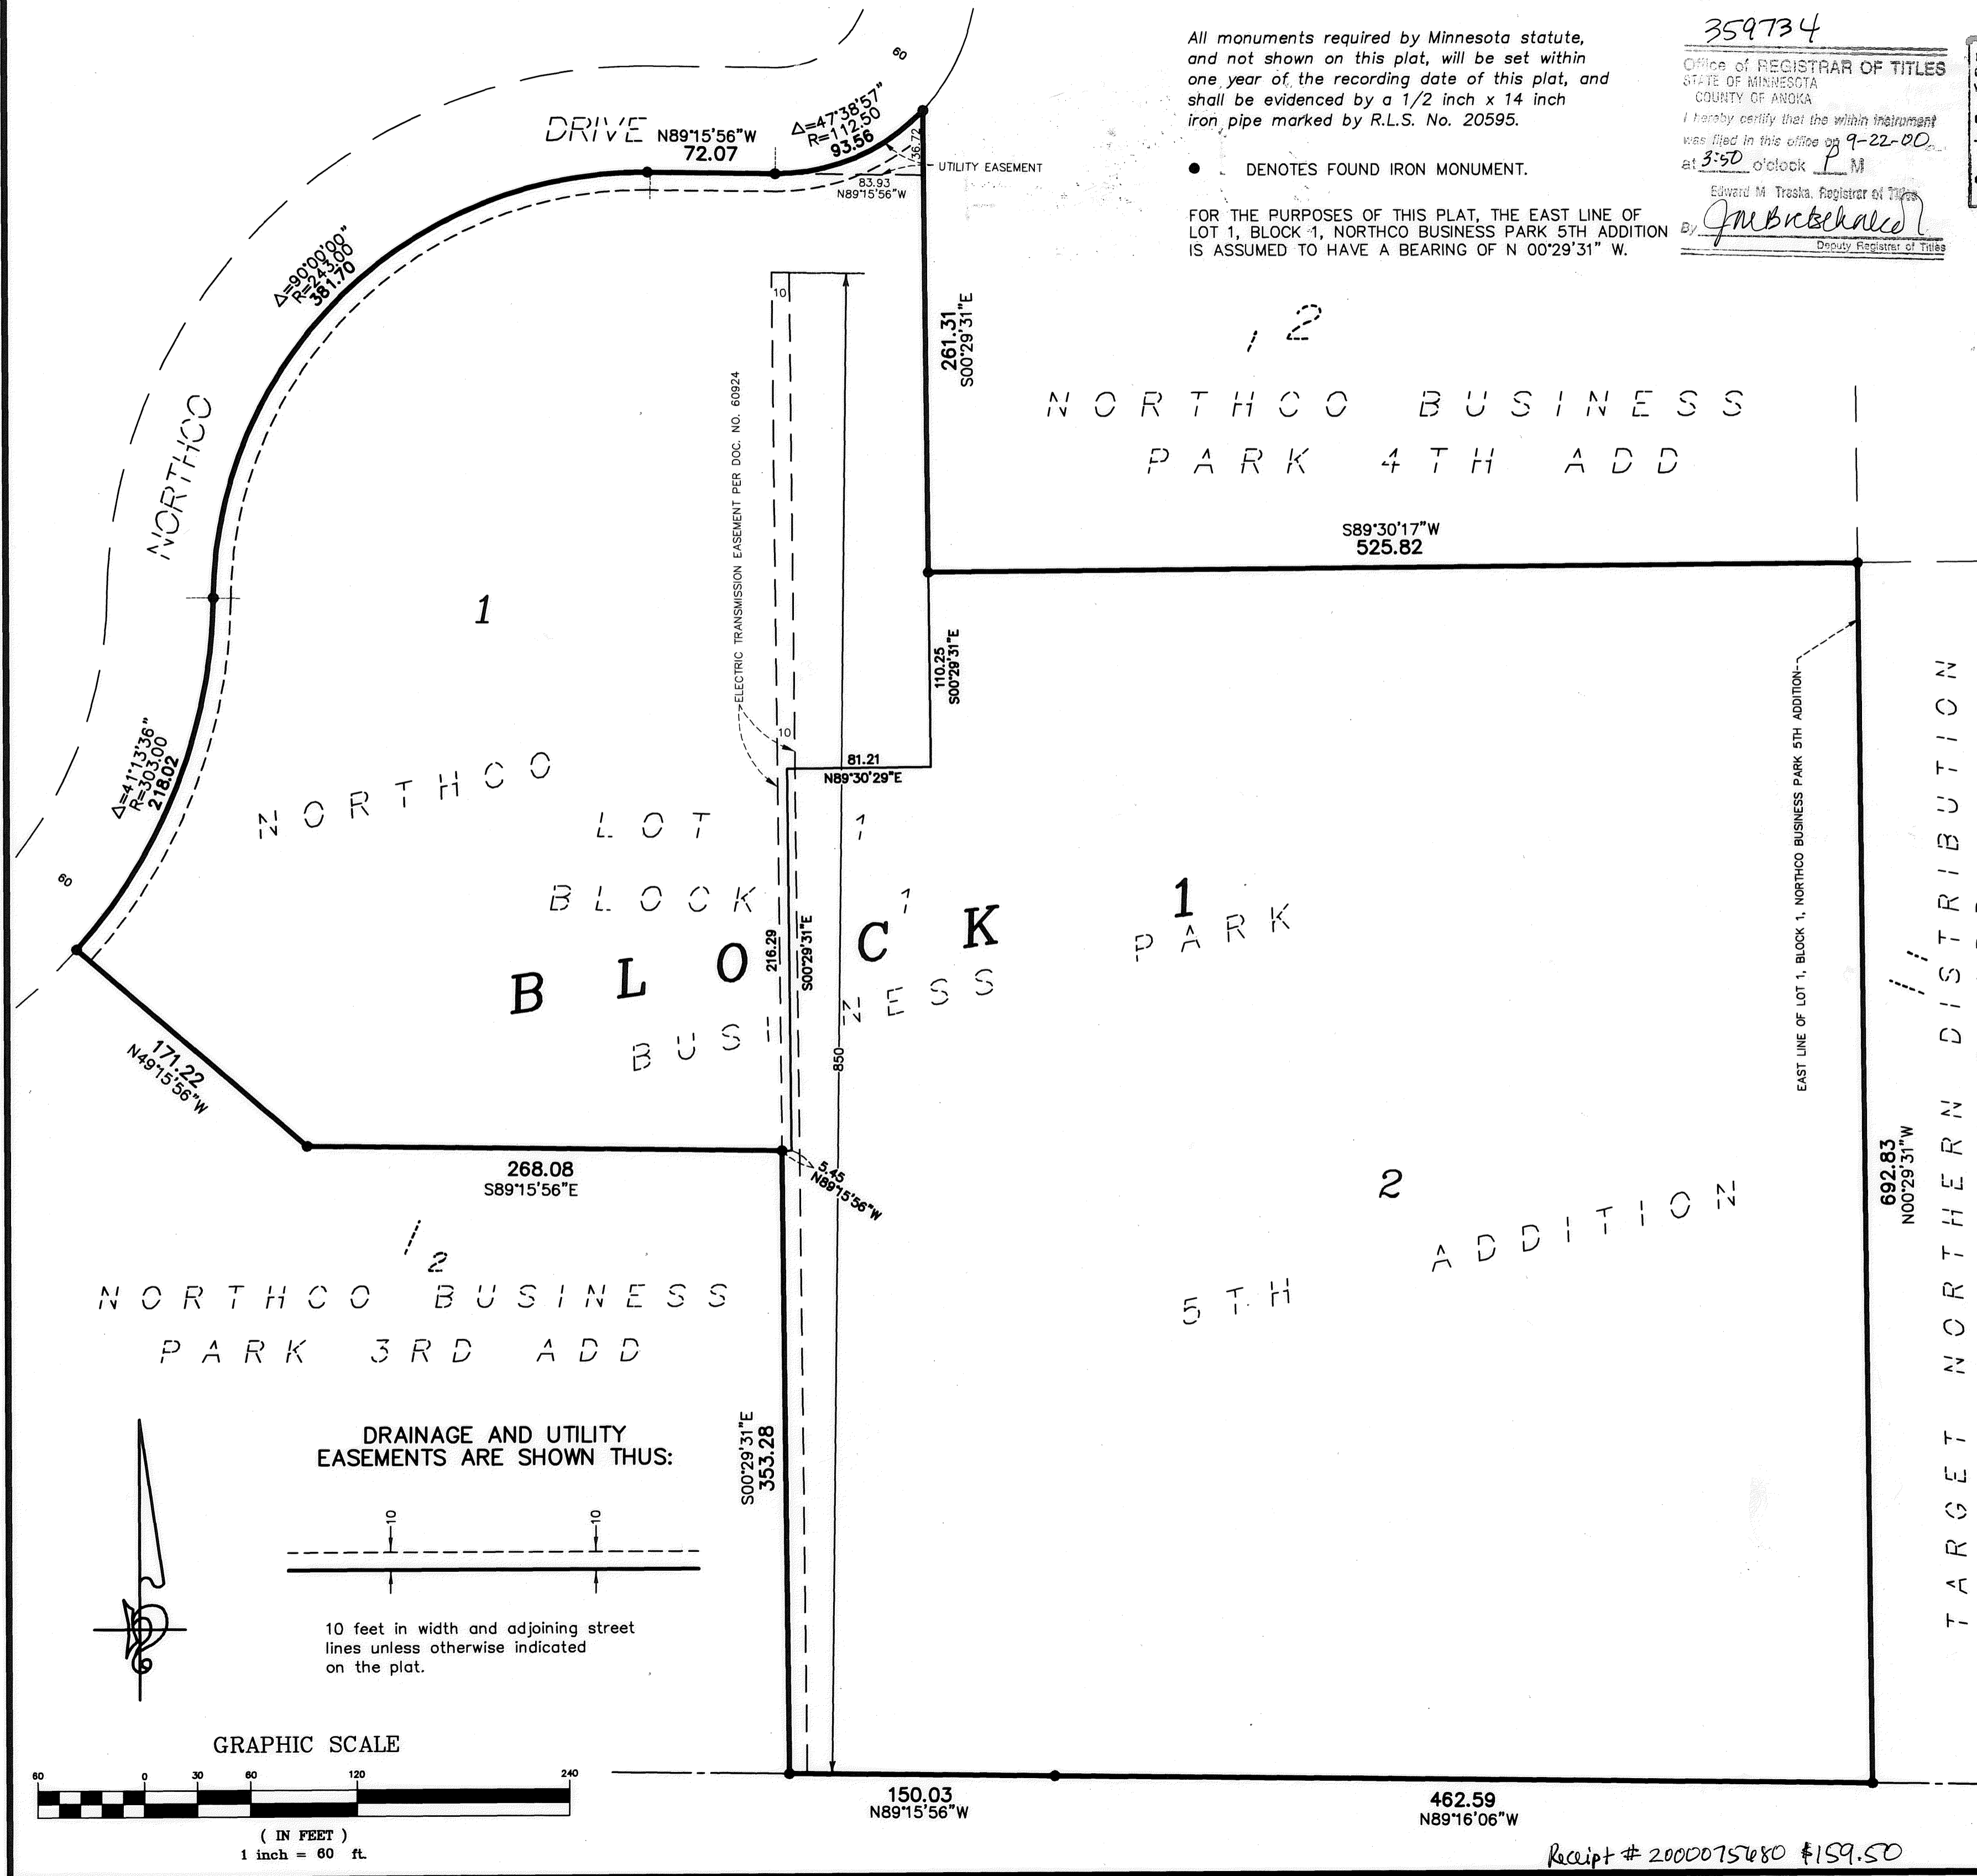 All monuments required by Minnesota statute,
and not shown on this plat, will be set within
one year of the recording date of this plat, and
shall be evidenced by a 1/2 inch x 14 inch
iron pipe marked by R.L.S. No. 20595.
● DENOTES FOUND IRON MONUMENT.
FOR THE PURPOSES OF THIS PLAT, THE EAST LINE OF
LOT 1, BLOCK 1, NORTHCO BUSINESS PARK 5TH ADDITION
IS ASSUMED TO HAVE A BEARING OF N 00°29'31" W.
359734
Office of REGISTRAR OF TITLES
STATE OF MINNESOTA
COUNTY OF ANOKA
I hereby certify that the within instrument
was filed in this office on 9-22-00
at 3:50 o'clock P M
Edward M Treska, Registrar of Titles
By
Deputy Registrar of Titles
60
DRIVE
N89°15'56"W
72.07
Δ=47°38'57"
R=112.50
93.56
36.72
UTILITY EASEMENT
83.93
N89°15'56"W
Δ=90°00'00"
R=243.00
381.70
10
261.31
S00°29'31"E
1 2
NORTHCO BUSINESS
PARK 4TH ADD
NORTHCO
ELECTRIC TRANSMISSION EASEMENT PER DOC. NO. 60924
S89°30'17"W
525.82
1
110.25
S00°29'31"E
10
81.21
N89°30'29"E
Δ=41°13'36"
R=303.00
218.02
60
NORTHCO
LOT 1
BLOCK 1
BLOCK 1
BUSINESS
PARK
216.29
S00°29'31"E
850
EAST LINE OF LOT 1, BLOCK 1, NORTHCO BUSINESS PARK 5TH ADDITION
TARGET NORTHERN DISTRIBUTION
171.22
N49°15'56"W
268.08
S89°15'56"E
5.45
N89°15'56"W
692.83
N00°29'31"W
2
5TH ADDITION
1 2
NORTHCO BUSINESS
PARK 3RD ADD
DRAINAGE AND UTILITY
EASEMENTS ARE SHOWN THUS:
10 10
10 feet in width and adjoining street
lines unless otherwise indicated
on the plat.
S00°29'31"E
353.28
GRAPHIC SCALE
60 0 30 60 120 240
( IN FEET )
1 inch = 60 ft.
150.03
N89°15'56"W
462.59
N89°16'06"W
Receipt # 2000075680 $159.50